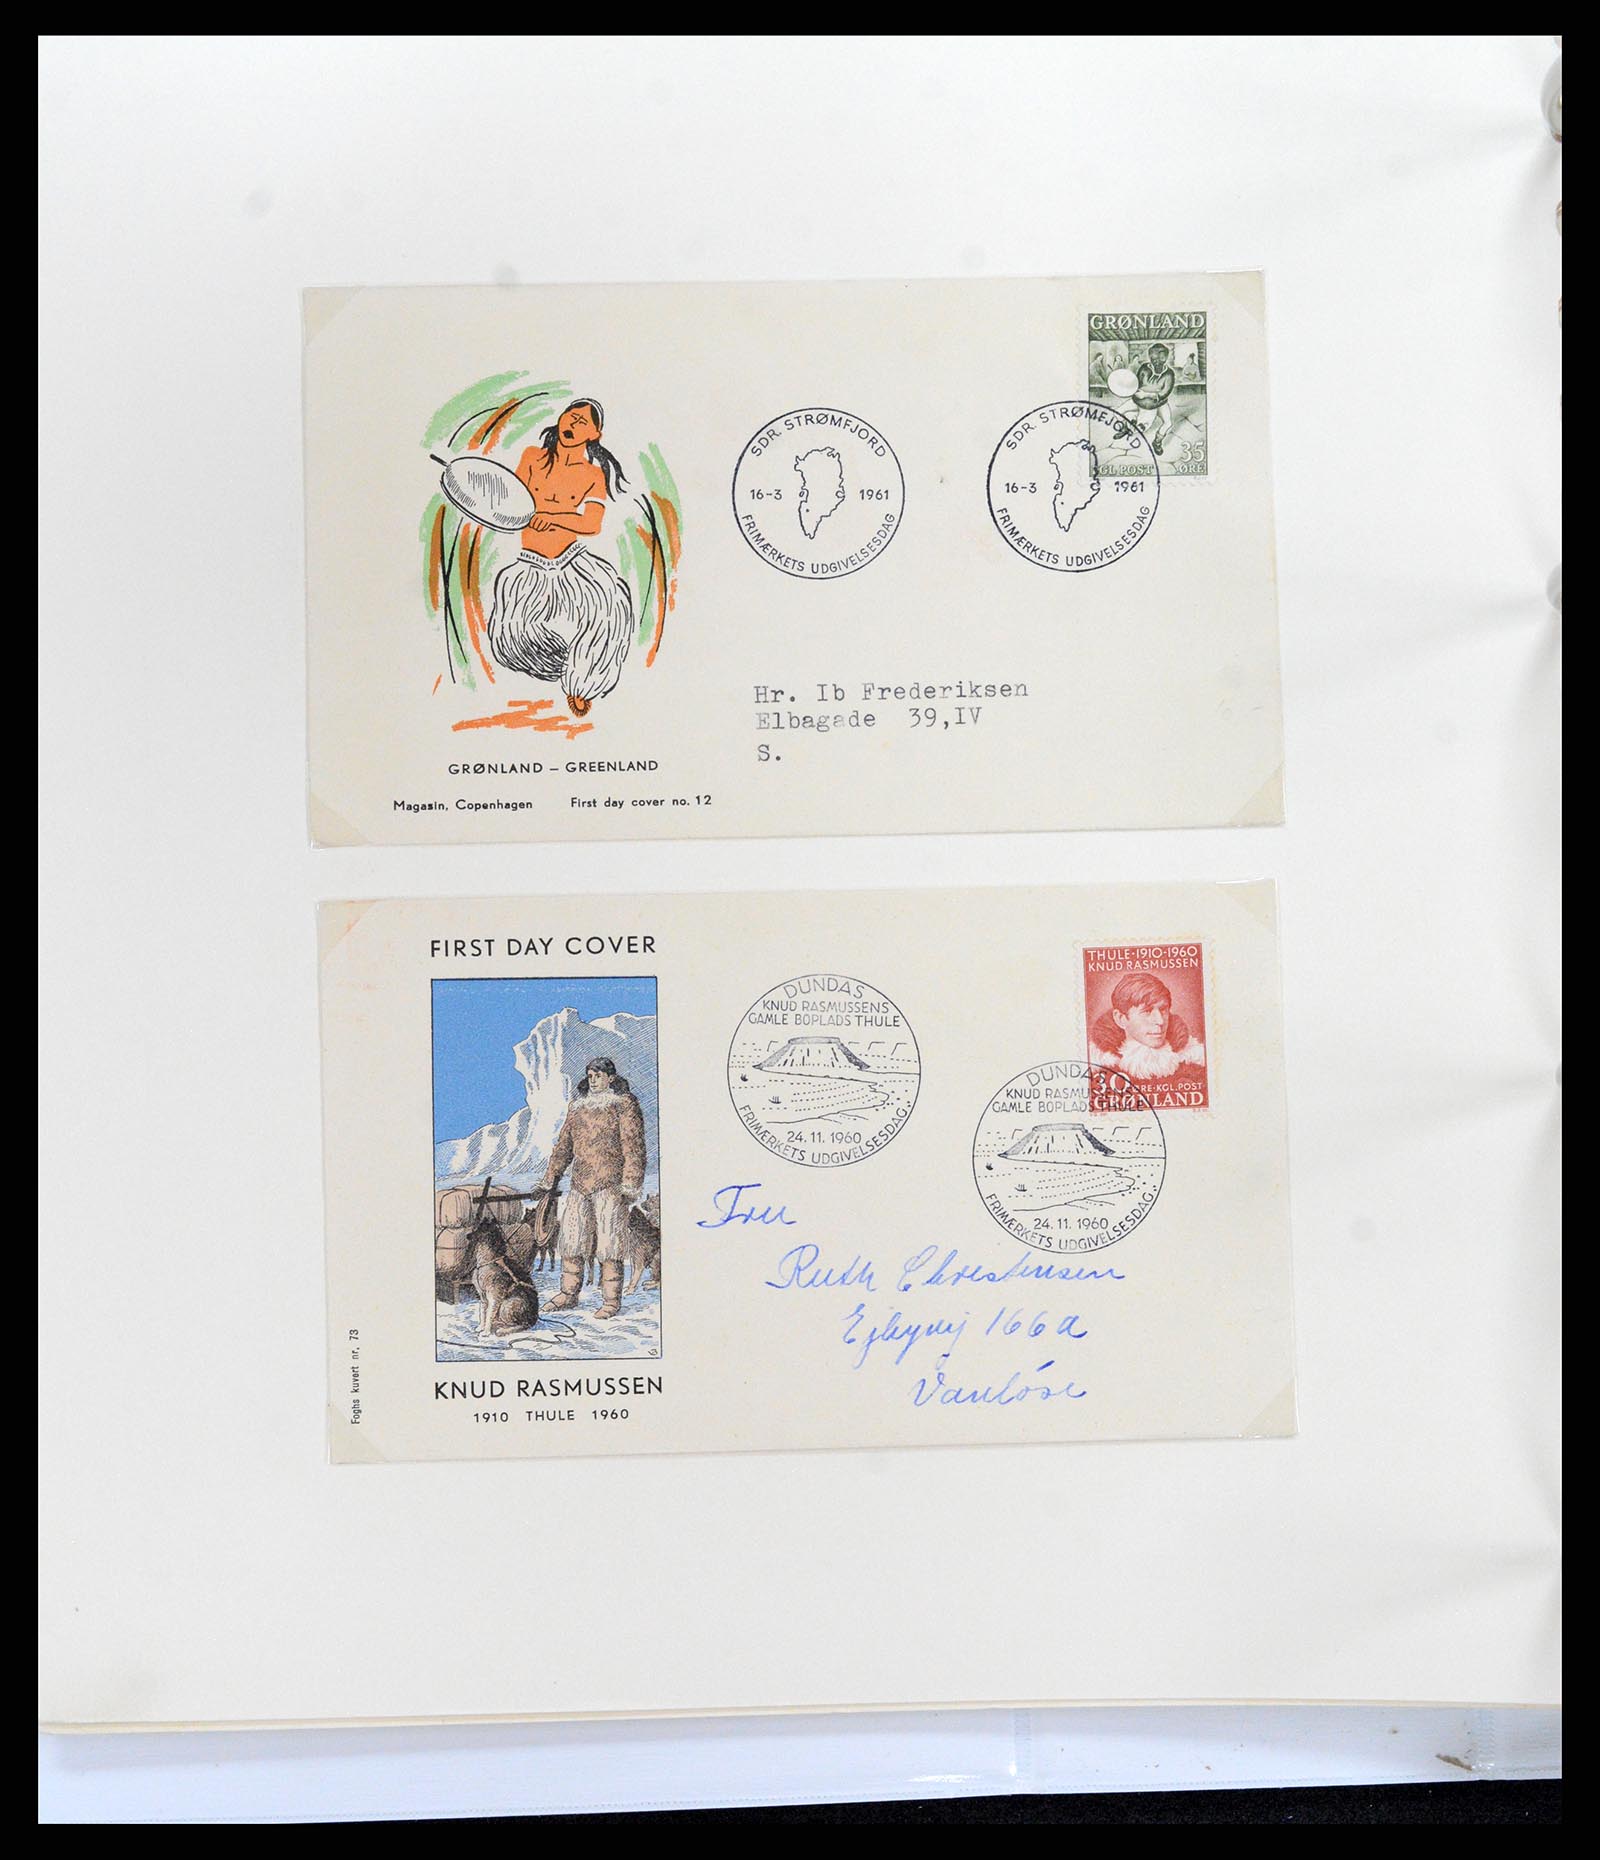 GRØNLAND
35
GL. POST ØRE
SDR. STRØMFJORD
16-3 1961
FRIMÆRKETS UDGIVELSESDAG
SDR. STRØMFJORD
16-3 1961
FRIMÆRKETS UDGIVELSESDAG
Hr. Ib Frederiksen
Elbagade 39,IV
S.
GRØNLAND – GREENLAND
Magasin, Copenhagen First day cover no. 12
FIRST DAY COVER
THULE·1910-1960
KNUD RASMUSSEN
30 ØRE·KGL.POST
GRØNLAND
DUNDAS
KNUD RASMUSSENS
GAMLE BOPLADS THULE
24.11.1960
FRIMÆRKETS UDGIVELSESDAG
DUNDAS
KNUD RASMUSSENS
GAMLE BOPLADS THULE
24.11.1960
FRIMÆRKETS UDGIVELSESDAG
Fru
Ruth Christensen
Ejbyvej 166a
Vanløse
Foghs kuvert nr. 73
KNUD RASMUSSEN
1910 THULE 1960